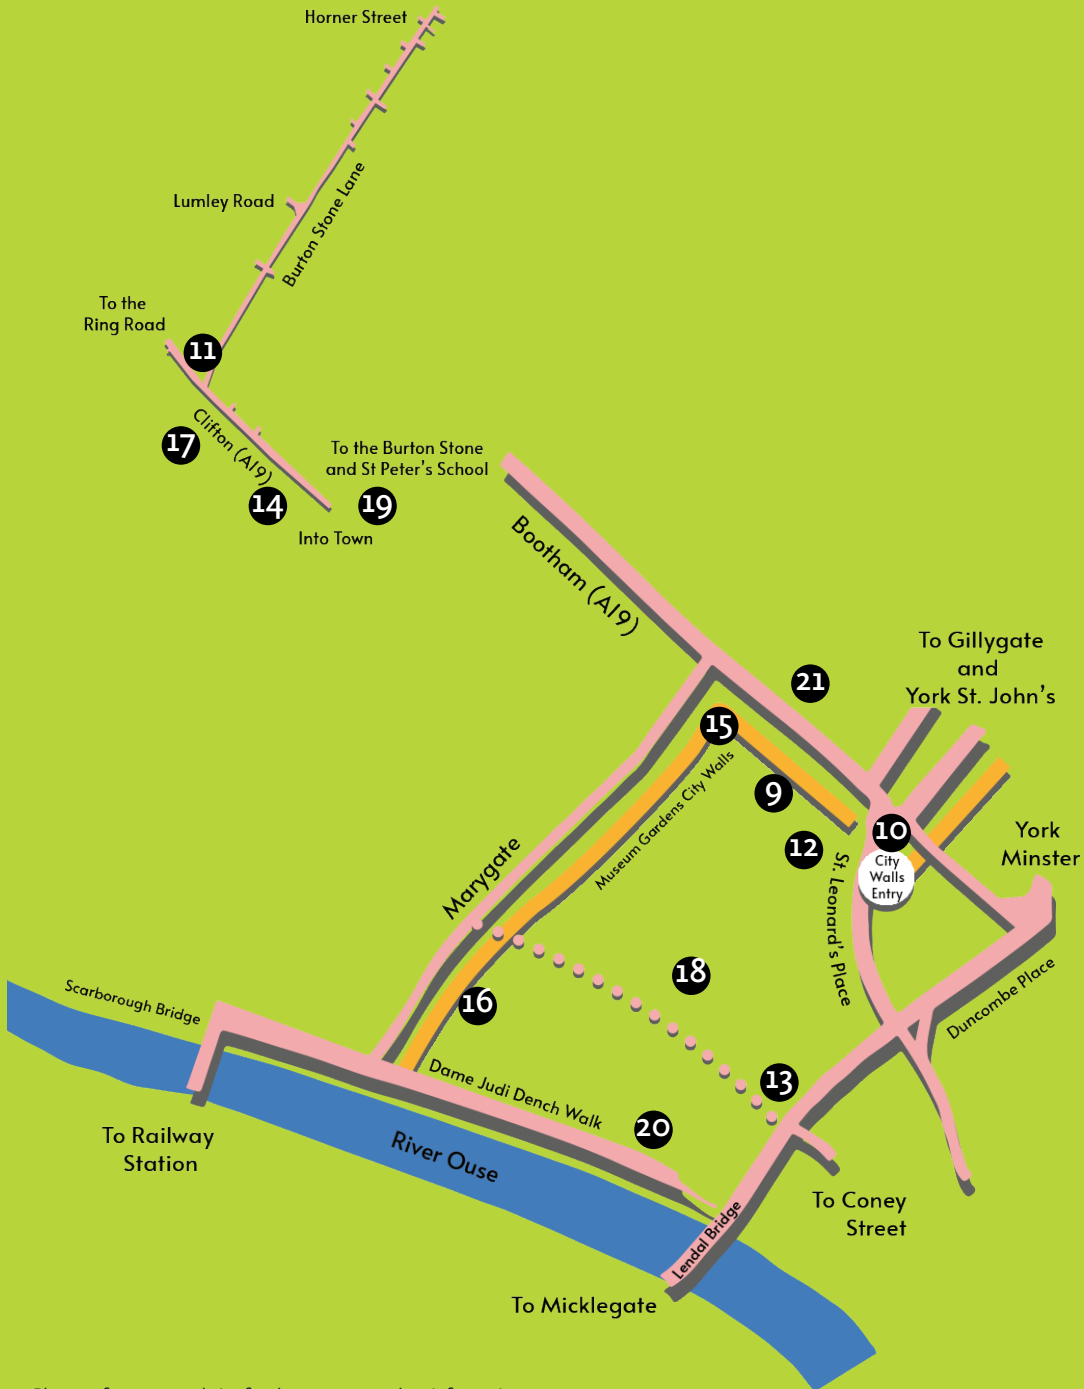 Horner Street
Burton Stone Lane
Lumley Road
To the
Ring Road
11
17
Clifton (A19)
14
19
To the Burton Stone
and St Peter's School
Into Town
Bootham (A19)
To Gillygate
and
York St. John's
21
15
Museum Gardens City Walls
9
12
10
City
Walls
Entry
York
Minster
St. Leonard's Place
Marygate
18
16
Duncombe Place
Scarborough Bridge
Dame Judi Dench Walk
13
20
To Railway
Station
River Ouse
To Coney
Street
Lendal Bridge
To Micklegate